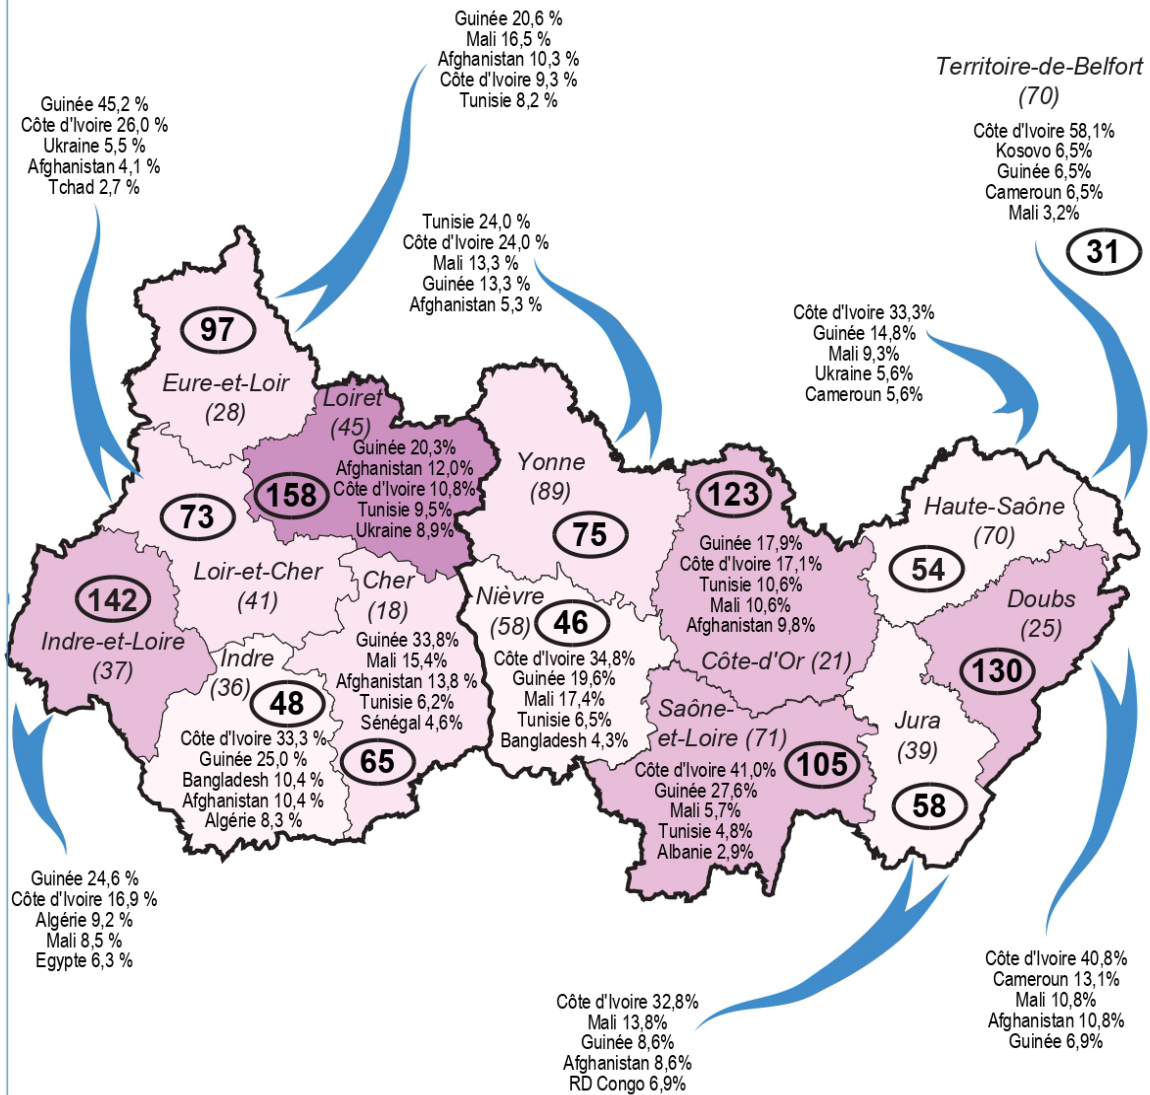 Guinée 20,6 %
Mali 16,5 %
Afghanistan 10,3 %
Côte d'Ivoire 9,3 %
Tunisie 8,2 %
Territoire-de-Belfort
(70)
Côte d'Ivoire 58,1%
Kosovo 6,5%
Guinée 6,5%
Cameroun 6,5%
Mali 3,2%
31
Guinée 45,2 %
Côte d'Ivoire 26,0 %
Ukraine 5,5 %
Afghanistan 4,1 %
Tchad 2,7 %
Tunisie 24,0 %
Côte d'Ivoire 24,0 %
Mali 13,3 %
Guinée 13,3 %
Afghanistan 5,3 %
Côte d'Ivoire 33,3%
Guinée 14,8%
Mali 9,3%
Ukraine 5,6%
Cameroun 5,6%
97
Eure-et-Loir
(28)
Loiret
(45)
Guinée 20,3%
Afghanistan 12,0%
Côte d'Ivoire 10,8%
Tunisie 9,5%
Ukraine 8,9%
158
Yonne
(89)
75
123
Guinée 17,9%
Côte d'Ivoire 17,1%
Tunisie 10,6%
Mali 10,6%
Afghanistan 9,8%
Côte-d'Or (21)
Haute-Saône
(70)
54
Doubs
(25)
130
73
Loir-et-Cher
(41)
142
Indre-et-Loire
(37)
Cher
(18)
Guinée 33,8%
Mali 15,4%
Afghanistan 13,8 %
Tunisie 6,2%
Sénégal 4,6%
65
Nièvre
(58)
46
Côte d'Ivoire 34,8%
Guinée 19,6%
Mali 17,4%
Tunisie 6,5%
Bangladesh 4,3%
Indre
(36)
48
Côte d'Ivoire 33,3 %
Guinée 25,0 %
Bangladesh 10,4 %
Afghanistan 10,4 %
Algérie 8,3 %
Saône-
et-Loire (71)
105
Côte d'Ivoire 41,0%
Guinée 27,6%
Mali 5,7%
Tunisie 4,8%
Albanie 2,9%
Jura
(39)
58
Guinée 24,6 %
Côte d'Ivoire 16,9 %
Algérie 9,2 %
Mali 8,5 %
Egypte 6,3 %
Côte d'Ivoire 32,8%
Mali 13,8%
Guinée 8,6%
Afghanistan 8,6%
RD Congo 6,9%
Côte d'Ivoire 40,8%
Cameroun 13,1%
Mali 10,8%
Afghanistan 10,8%
Guinée 6,9%